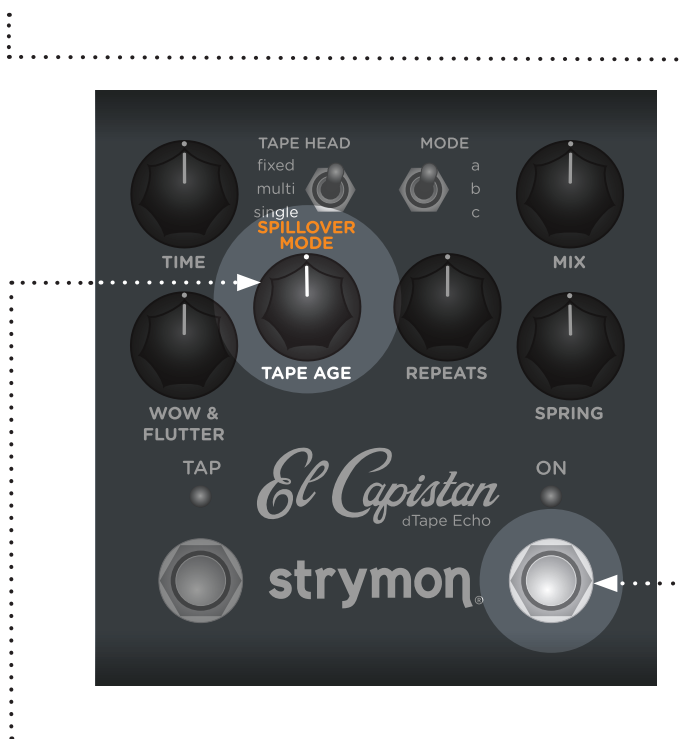 TAPE HEAD
MODE
fixed
multi
single
a
b
c
SPILLOVER
MODE
TIME
MIX
TAPE AGE
REPEATS
WOW &
FLUTTER
SPRING
TAP
ON
El Capistan
dTape Echo
strymon®